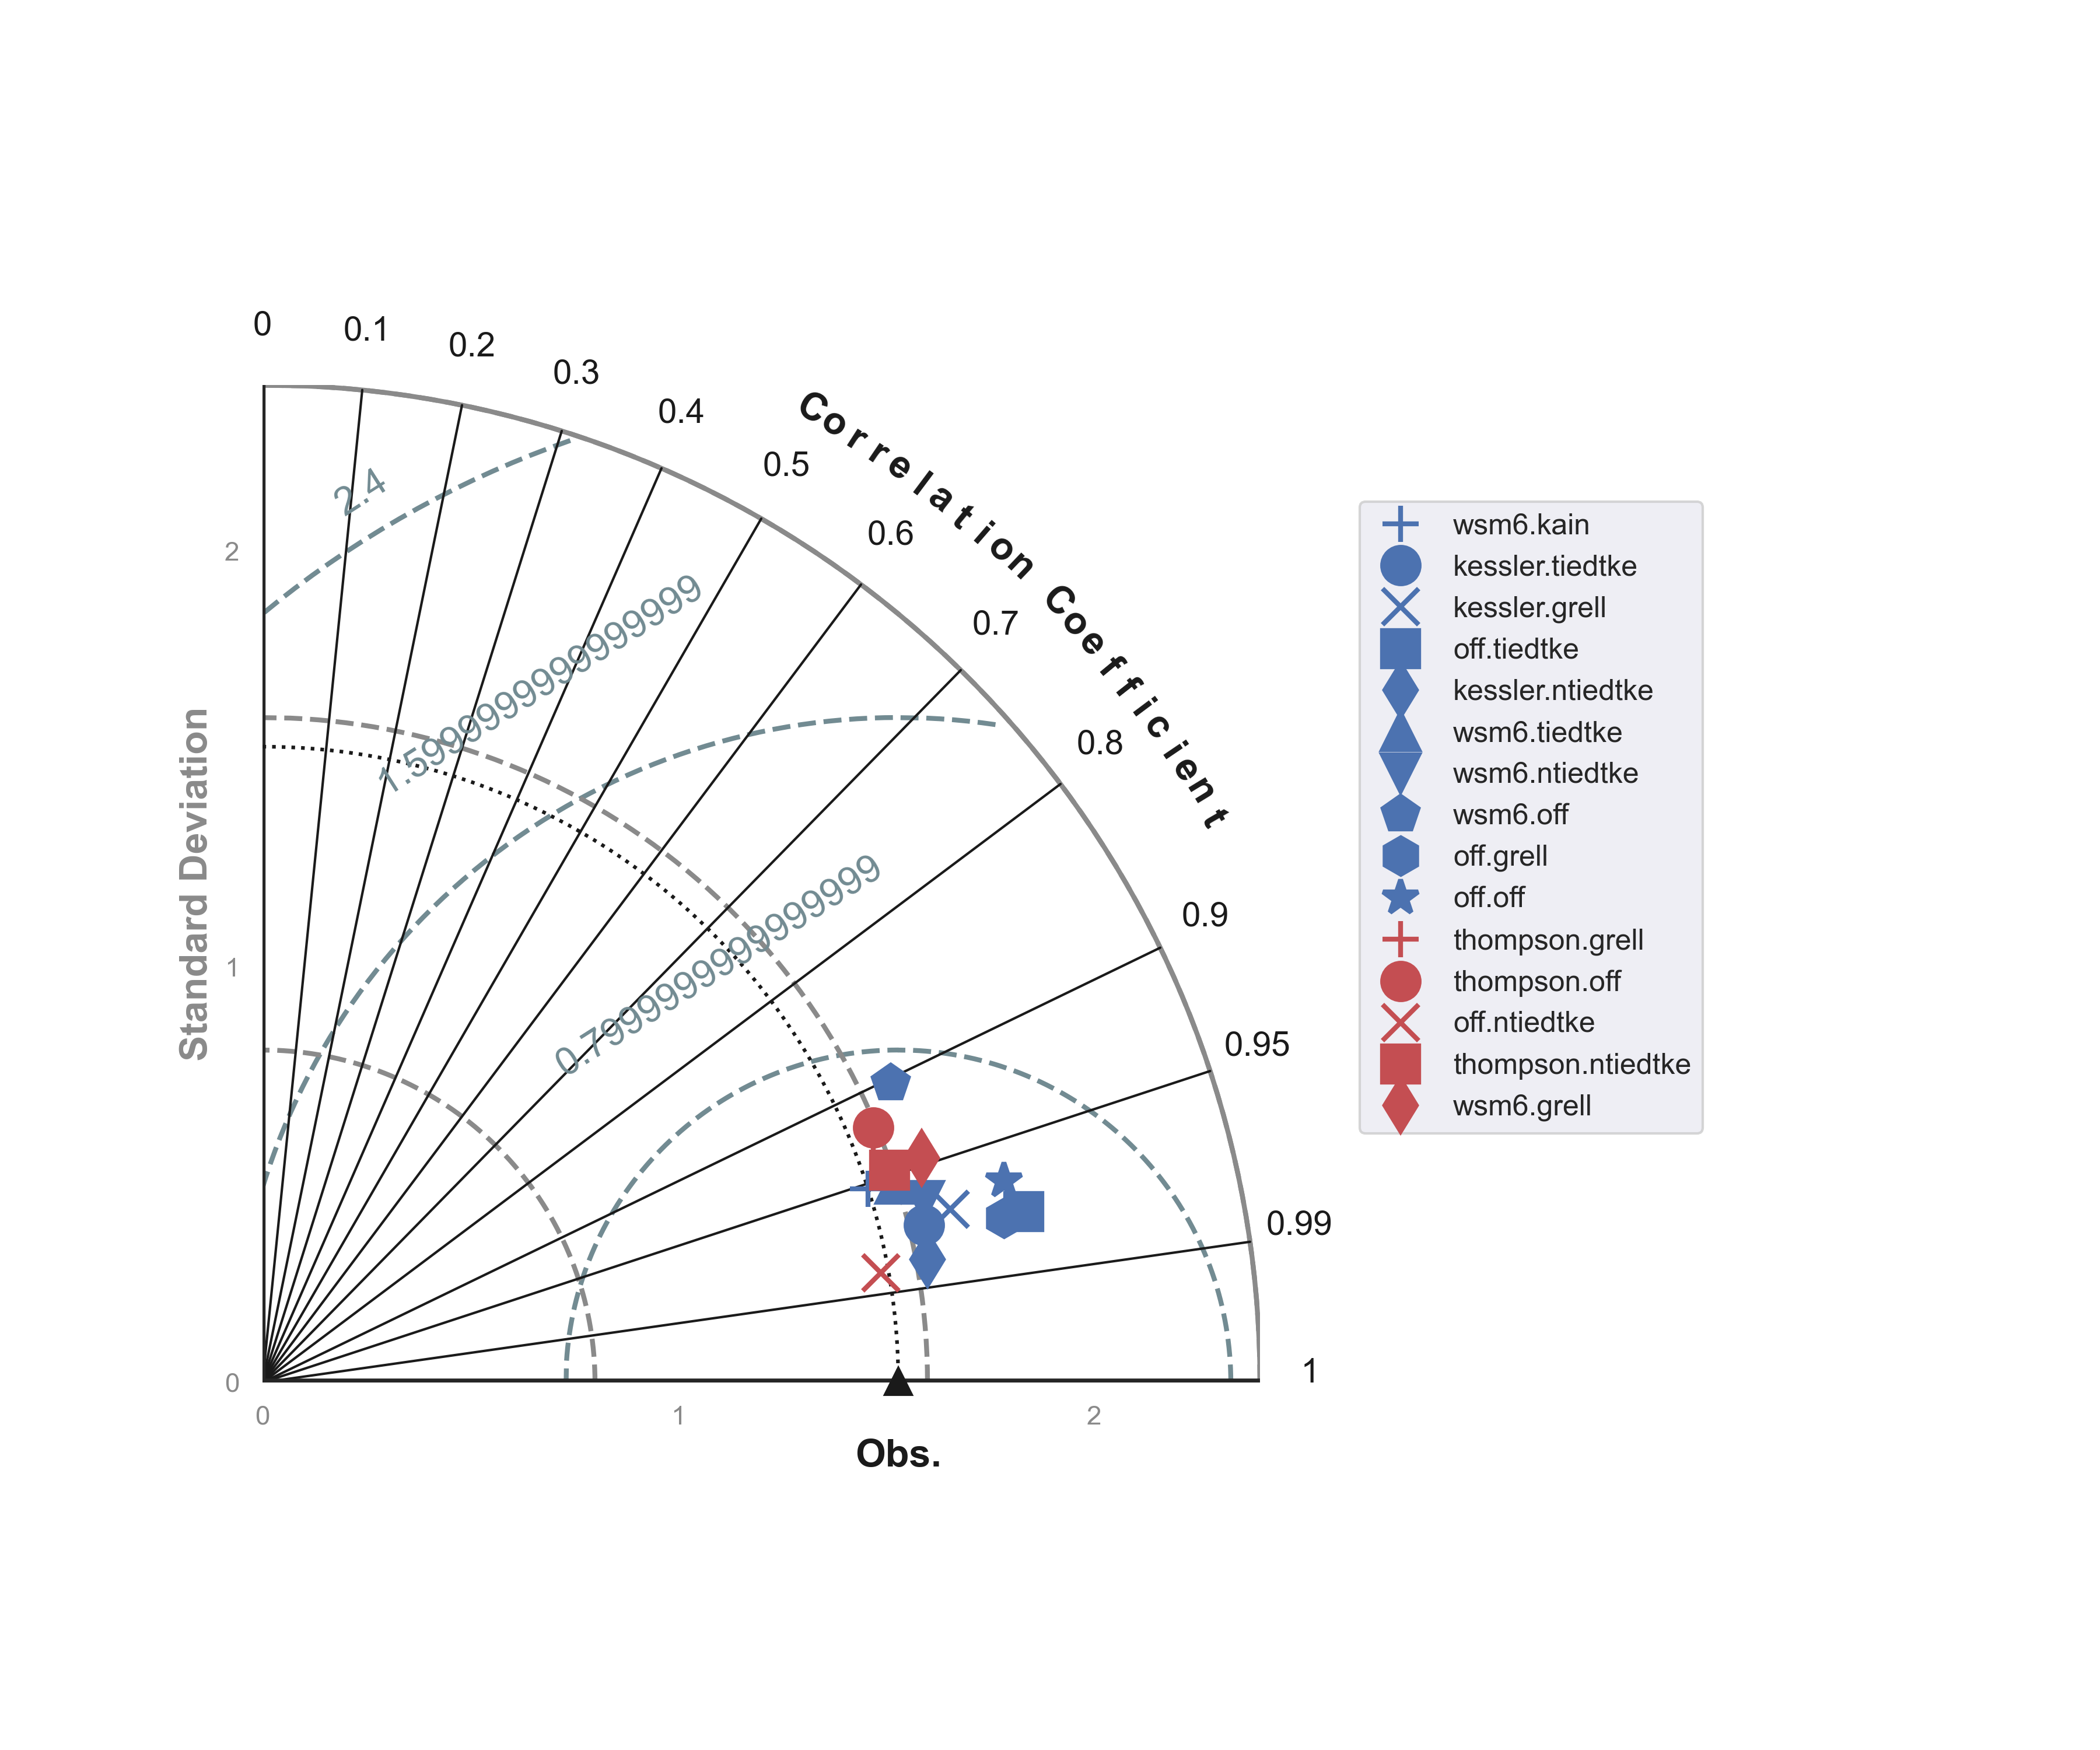 0
0.1
0.2
0.3
0.4
0.5
0.6
0.7
0.8
0.9
0.95
0.99
1
Correlation Coefficient
2.4
1.5999999999999999
0.7999999999999999
Standard Deviation
2
1
0
0
1
2
Obs.
wsm6.kain
kessler.tiedtke
kessler.grell
off.tiedtke
kessler.ntiedtke
wsm6.tiedtke
wsm6.ntiedtke
wsm6.off
off.grell
off.off
thompson.grell
thompson.off
off.ntiedtke
thompson.ntiedtke
wsm6.grell